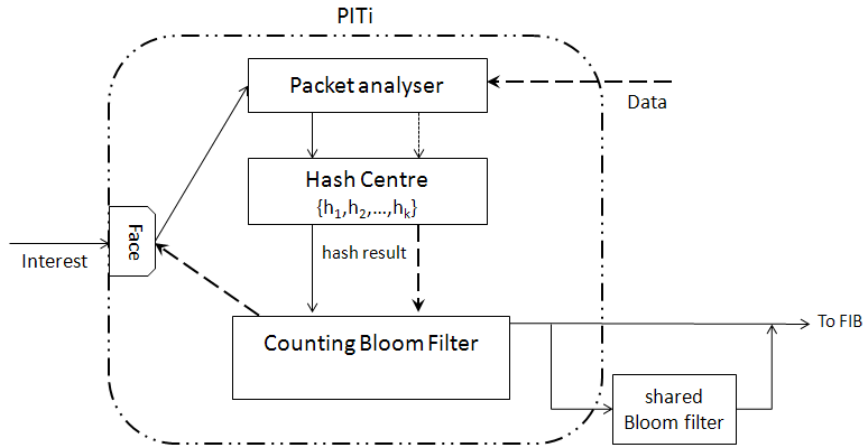 PITi
Packet analyser
Data
Hash Centre
{h₁,h₂,...,hₖ}
Face
Interest
hash result
Counting Bloom Filter
To FIB
shared
Bloom filter